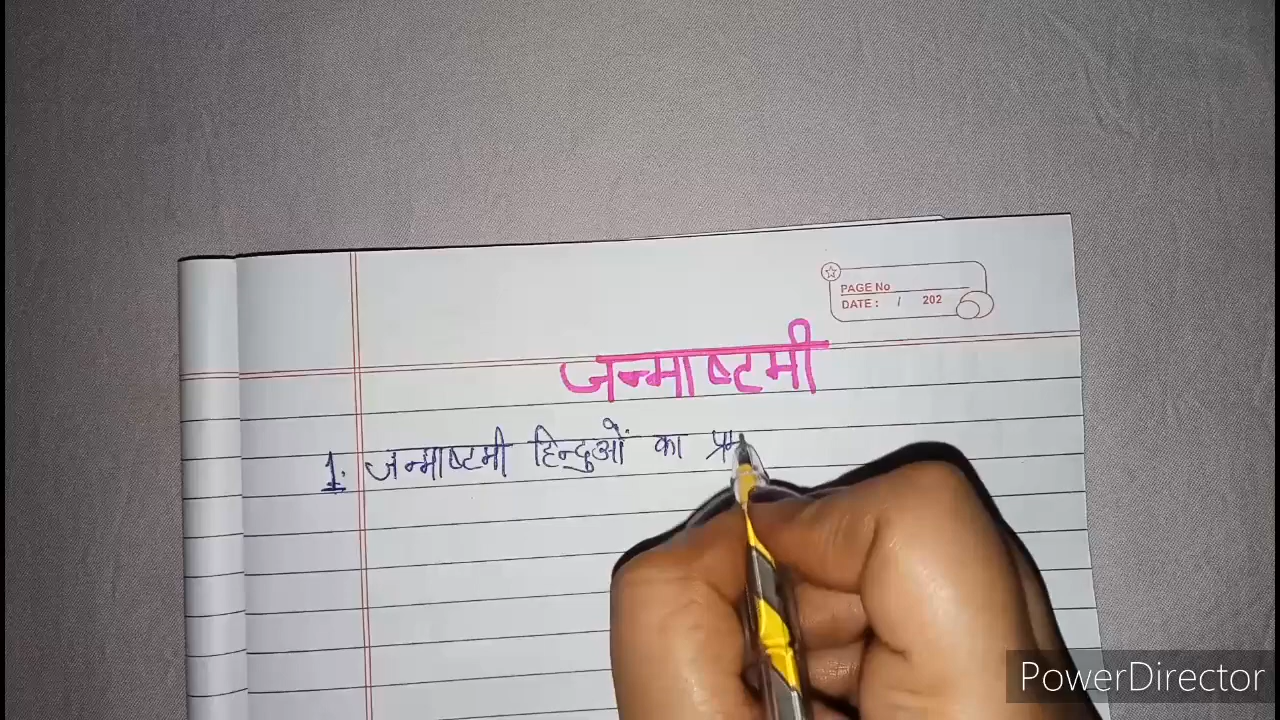 PAGE No
DATE : / 202
जन्माष्टमी
1. जन्माष्टमी हिन्दुओं का
PowerDirector